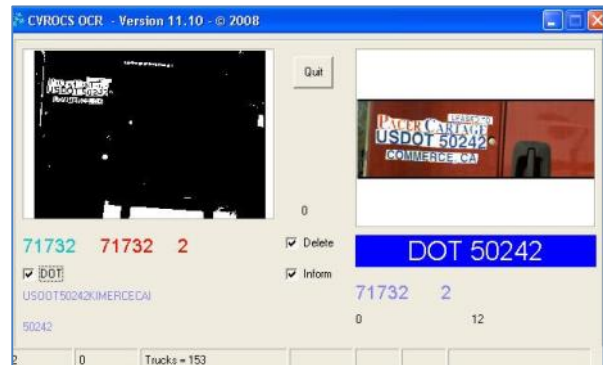 CVROCS OCR - Version 11.10 - © 2008
Quit
PACER CARTAGE
USDOT 50242
COMMERCE, CA
0
71732 71732 2
Delete
DOT 50242
DOT
Inform
USOOT50242KIMERCECAI
71732 2
50242
0 12
2 0 Trucks = 153